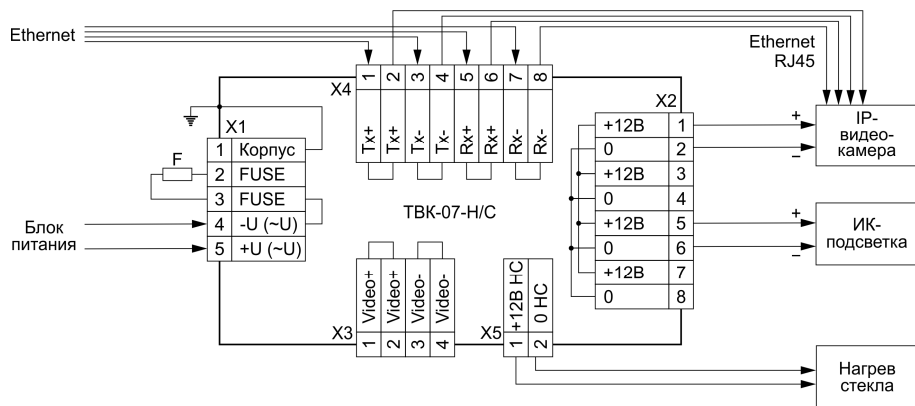 Ethernet
Ethernet
RJ45
X4
1 2 3 4 5 6 7 8
Tx+ Tx+ Tx- Tx- Rx+ Rx+ Rx- Rx-
X1
1 Корпус
2 FUSE
3 FUSE
4 -U (~U)
5 +U (~U)
F
Блок
питания
ТВК-07-Н/С
X2
+12В 1
0 2
+12В 3
0 4
+12В 5
0 6
+12В 7
0 8
+
−
IP-
видео-
камера
+
−
ИК-
подсветка
X3
Video+ Video+ Video- Video-
1 2 3 4
X5
+12В НС 0 НС
1 2
Нагрев
стекла